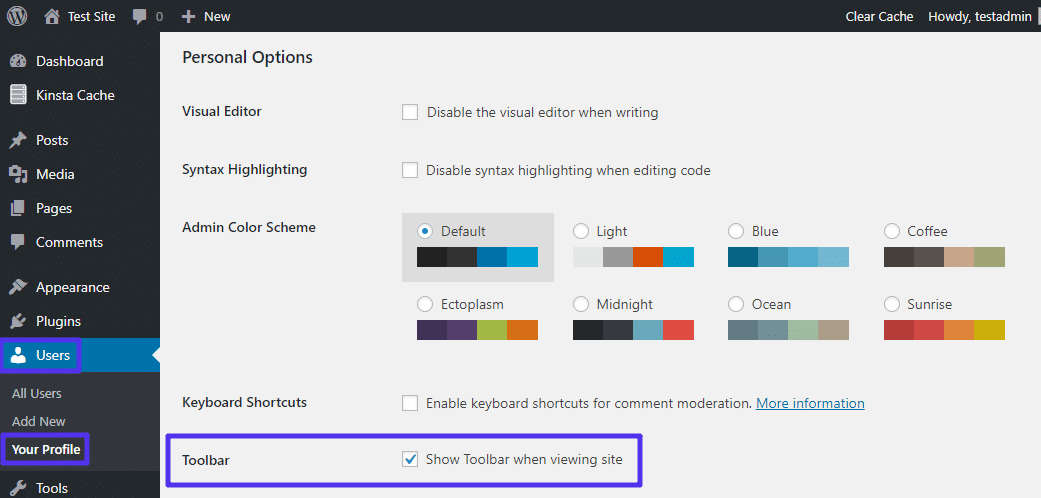 Test Site 0 New Clear Cache Howdy, testadmin
Dashboard
Kinsta Cache
Posts
Media
Pages
Comments
Appearance
Plugins
Users
All Users
Add New
Your Profile
Tools
Personal Options
Visual Editor Disable the visual editor when writing
Syntax Highlighting Disable syntax highlighting when editing code
Admin Color Scheme Default Light Blue Coffee
Ectoplasm Midnight Ocean Sunrise
Keyboard Shortcuts Enable keyboard shortcuts for comment moderation. More information
Toolbar Show Toolbar when viewing site